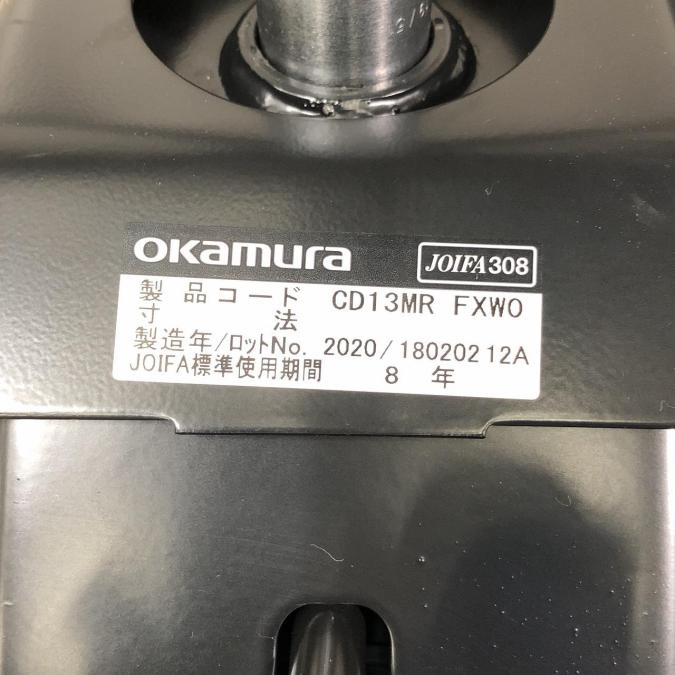 okamura JOIFA308
製品コード CD13MR FXW0
寸法
製造年/ロットNo. 2020/18020212A
JOIFA標準使用期間 8 年